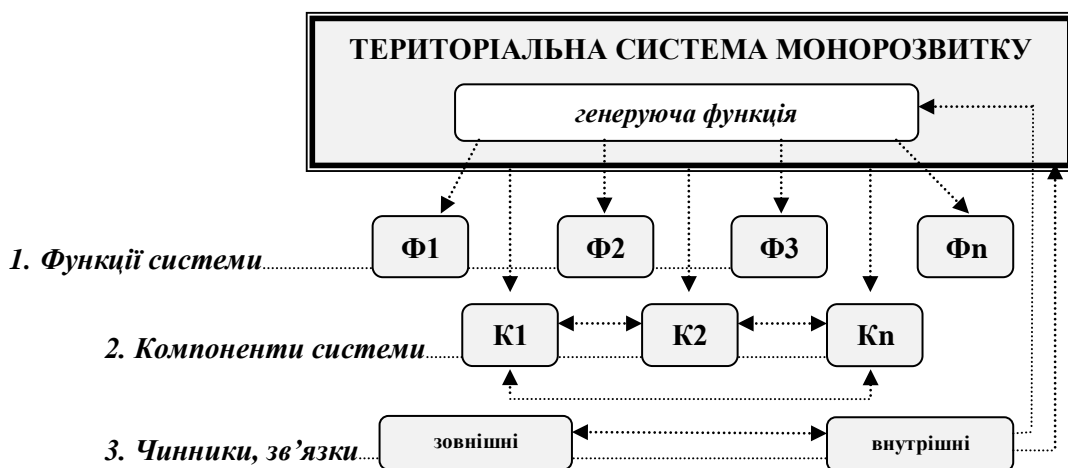 ТЕРИТОРІАЛЬНА СИСТЕМА МОНОРОЗВИТКУ
генеруюча функція
Ф1 Ф2 Ф3 Фn
1. Функції системи
К1 К2 Кn
2. Компоненти системи
зовнішні внутрішні
3. Чинники, зв’язки